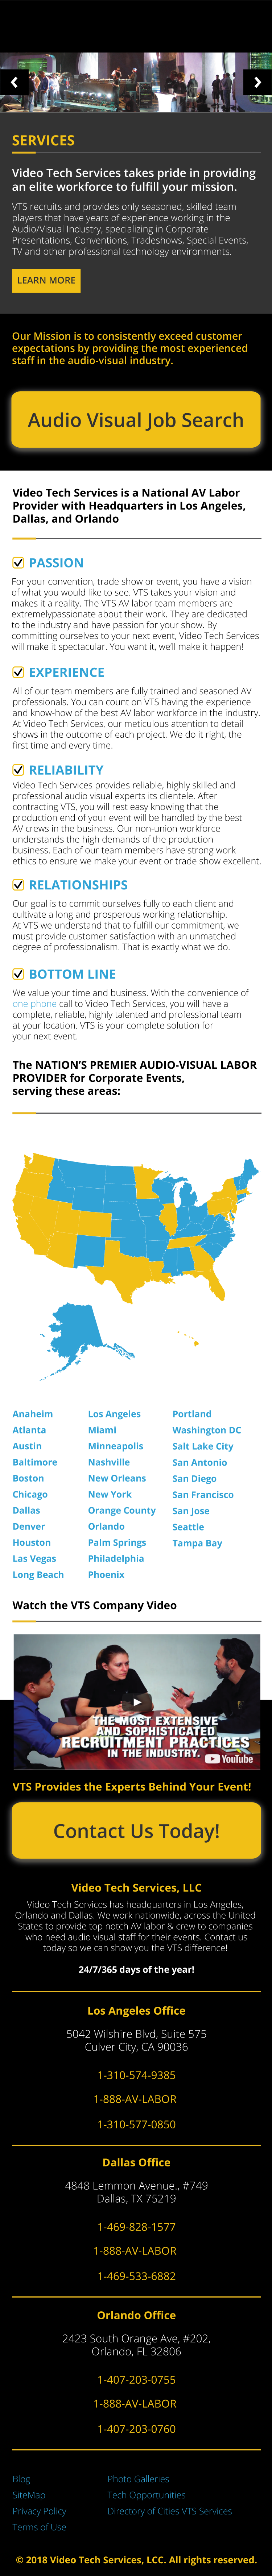 SERVICES
Video Tech Services takes pride in providing
an elite workforce to fulfill your mission.
VTS recruits and provides only seasoned, skilled team
players that have years of experience working in the
Audio/Visual Industry, specializing in Corporate
Presentations, Conventions, Tradeshows, Special Events,
TV and other professional technology environments.
LEARN MORE
Our Mission is to consistently exceed customer
expectations by providing the most experienced
staff in the audio-visual industry.
Audio Visual Job Search
Video Tech Services is a National AV Labor
Provider with Headquarters in Los Angeles,
Dallas, and Orlando
PASSION
For your convention, trade show or event, you have a vision
of what you would like to see. VTS takes your vision and
makes it a reality. The VTS AV labor team members are
extremelypassionate about their work. They are dedicated
to the industry and have passion for your show. By
committing ourselves to your next event, Video Tech Services
will make it spectacular. You want it, we'll make it happen!
EXPERIENCE
All of our team members are fully trained and seasoned AV
professionals. You can count on VTS having the experience
and know-how of the best AV labor workforce in the industry.
At Video Tech Services, our meticulous attention to detail
shows in the outcome of each project. We do it right, the
first time and every time.
RELIABILITY
Video Tech Services provides reliable, highly skilled and
professional audio visual experts its clientele. After
contracting VTS, you will rest easy knowing that the
production end of your event will be handled by the best
AV crews in the business. Our non-union workforce
understands the high demands of the production
business. Each of our team members have strong work
ethics to ensure we make your event or trade show excellent.
RELATIONSHIPS
Our goal is to commit ourselves fully to each client and
cultivate a long and prosperous working relationship.
At VTS we understand that to fulfill our commitment, we
must provide customer satisfaction with an unmatched
degree of professionalism. That is exactly what we do.
BOTTOM LINE
We value your time and business. With the convenience of
one phone call to Video Tech Services, you will have a
complete, reliable, highly talented and professional team
at your location. VTS is your complete solution for
your next event.
The NATION'S PREMIER AUDIO-VISUAL LABOR
PROVIDER for Corporate Events,
serving these areas:
Anaheim Los Angeles Portland
Atlanta Miami Washington DC
Austin Minneapolis Salt Lake City
Baltimore Nashville San Antonio
Boston New Orleans San Diego
Chicago New York San Francisco
Dallas Orange County San Jose
Denver Orlando Seattle
Houston Palm Springs Tampa Bay
Las Vegas Philadelphia
Long Beach Phoenix
Watch the VTS Company Video
THE MOST EXTENSIVE
AND SOPHISTICATED
RECRUITMENT PRACTICES
IN THE INDUSTRY.
YouTube
VTS Provides the Experts Behind Your Event!
Contact Us Today!
Video Tech Services, LLC
Video Tech Services has headquarters in Los Angeles,
Orlando and Dallas. We work nationwide, across the United
States to provide top notch AV labor & crew to companies
who need audio visual staff for their events. Contact us
today so we can show you the VTS difference!
24/7/365 days of the year!
Los Angeles Office
5042 Wilshire Blvd, Suite 575
Culver City, CA 90036
1-310-574-9385
1-888-AV-LABOR
1-310-577-0850
Dallas Office
4848 Lemmon Avenue., #749
Dallas, TX 75219
1-469-828-1577
1-888-AV-LABOR
1-469-533-6882
Orlando Office
2423 South Orange Ave, #202,
Orlando, FL 32806
1-407-203-0755
1-888-AV-LABOR
1-407-203-0760
Blog Photo Galleries
SiteMap Tech Opportunities
Privacy Policy Directory of Cities VTS Services
Terms of Use
© 2018 Video Tech Services, LCC. All rights reserved.